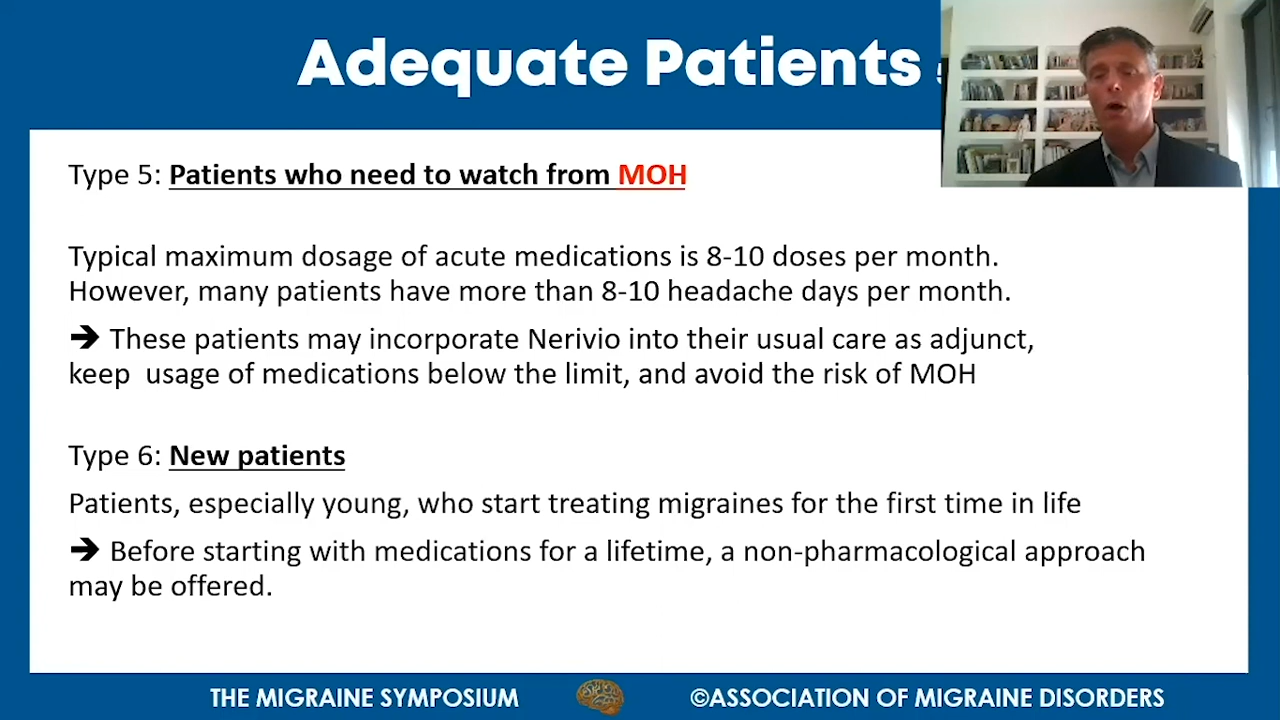 Adequate Patients
Type 5: Patients who need to watch from MOH
Typical maximum dosage of acute medications is 8-10 doses per month.
However, many patients have more than 8-10 headache days per month.
➔ These patients may incorporate Nerivio into their usual care as adjunct,
keep usage of medications below the limit, and avoid the risk of MOH
Type 6: New patients
Patients, especially young, who start treating migraines for the first time in life
➔ Before starting with medications for a lifetime, a non-pharmacological approach
may be offered.
THE MIGRAINE SYMPOSIUM
©ASSOCIATION OF MIGRAINE DISORDERS